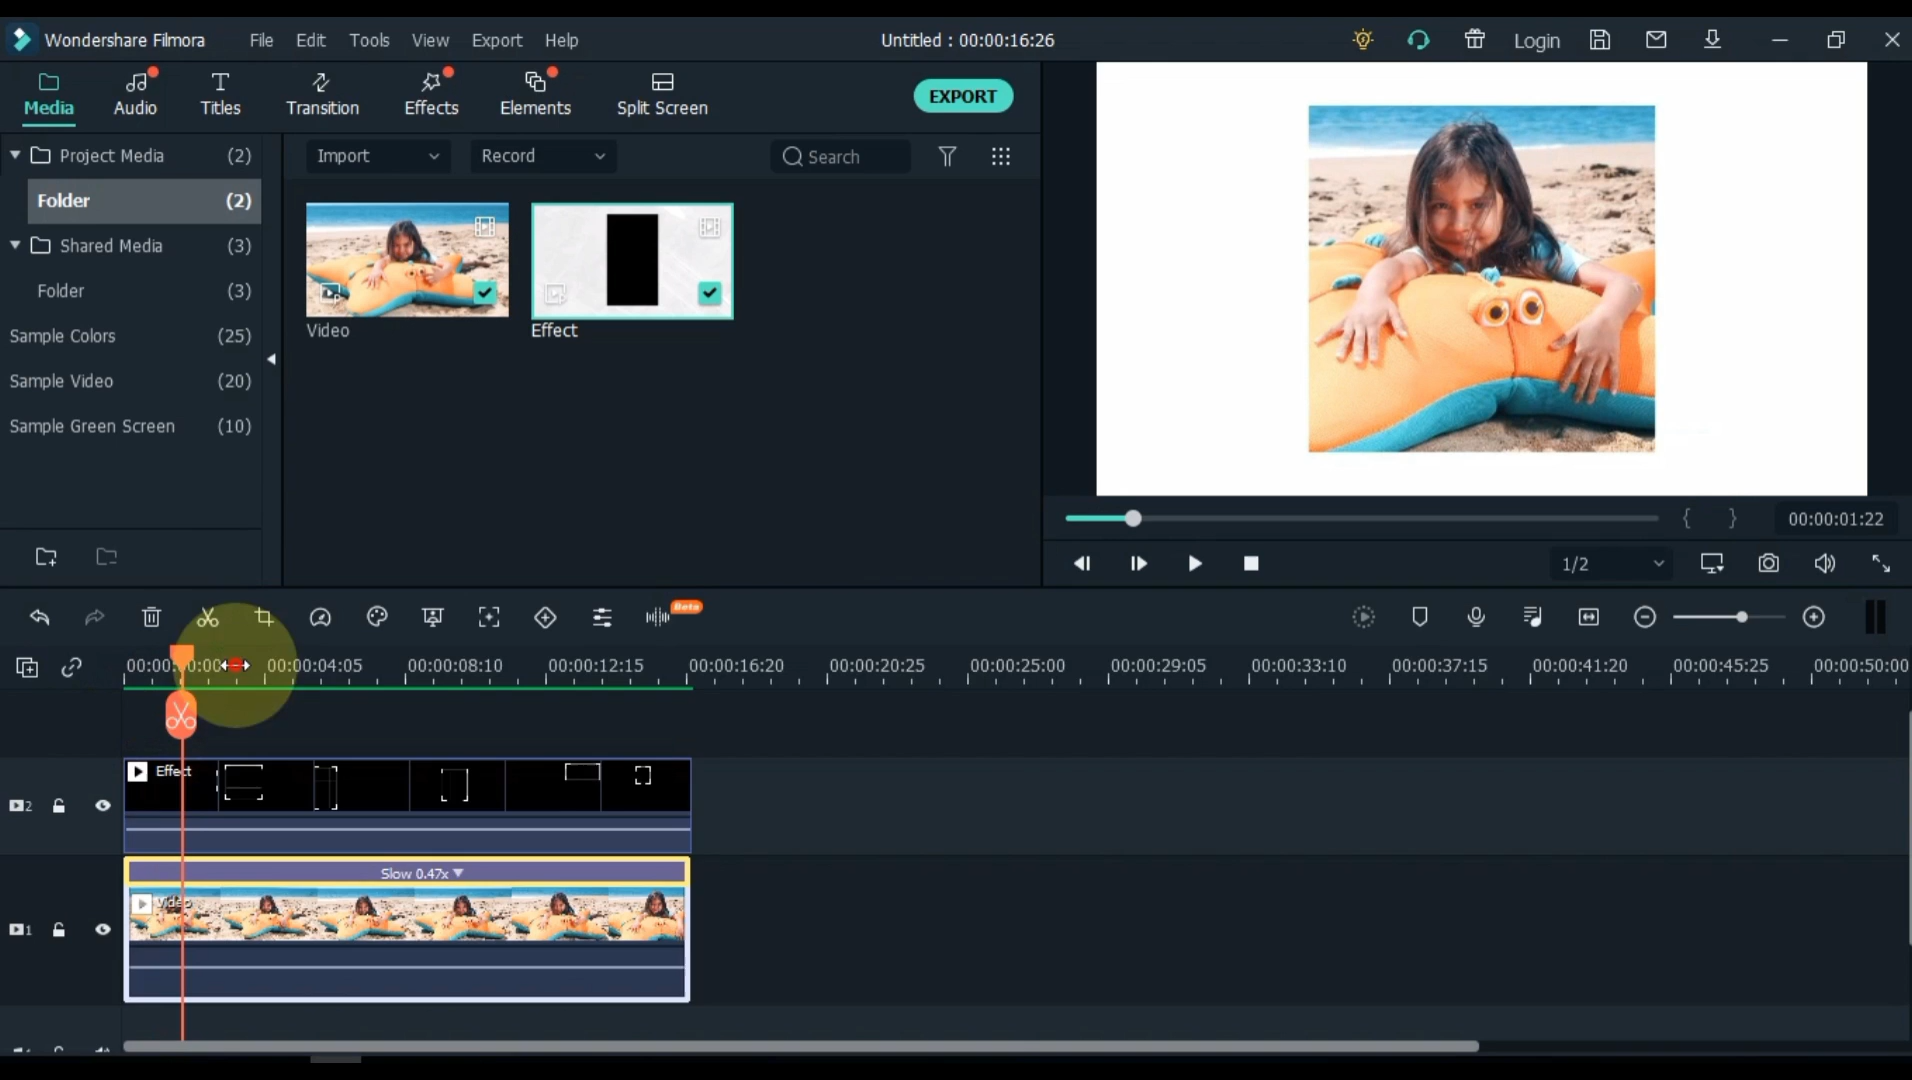 Wondershare Filmora File Edit Tools View Export Help Untitled : 00:00:16:26 Login
Media Audio Titles Transition Effects Elements Split Screen EXPORT
Project Media (2)
Folder (2)
Shared Media (3)
Folder (3)
Sample Colors (25)
Sample Video (20)
Sample Green Screen (10)
Import Record Search
Video Effect
{ } 00:00:01:22
1/2
Beta
00:00:04:05 00:00:08:10 00:00:12:15 00:00:16:20 00:00:20:25 00:00:25:00 00:00:29:05 00:00:33:10 00:00:37:15 00:00:41:20 00:00:45:25 00:00:50:00
Effect
2
Slow 0.47x
Video
1